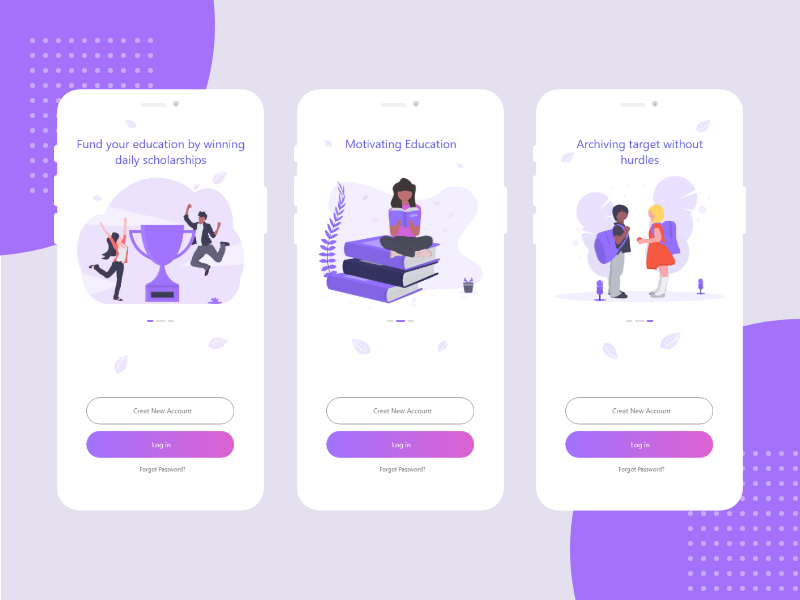 Fund your education by winning
daily scholarships
Creat New Account
Log in
Forgot Password?
Motivating Education
Creat New Account
Log in
Forgot Password?
Archiving target without
hurdles
Creat New Account
Log in
Forgot Password?